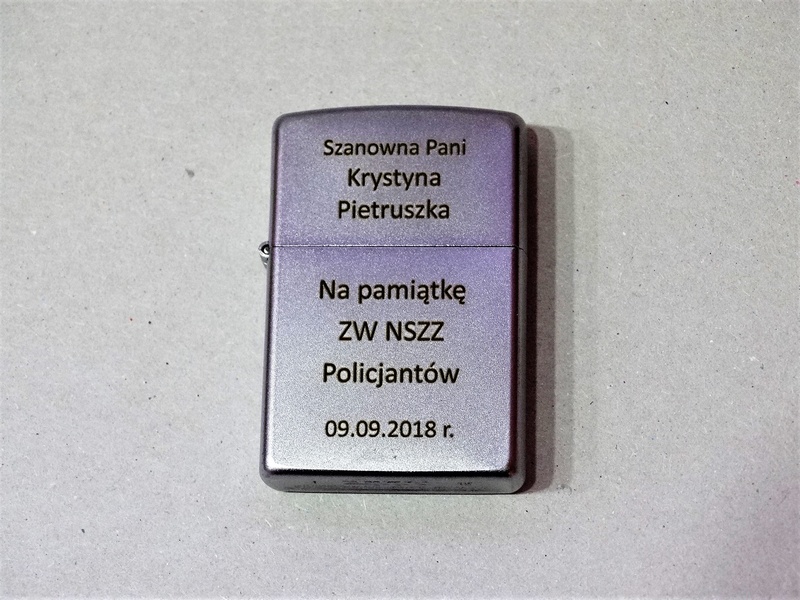 Szanowna Pani
Krystyna
Pietruszka
Na pamiątkę
ZW NSZZ
Policjantów
09.09.2018 r.